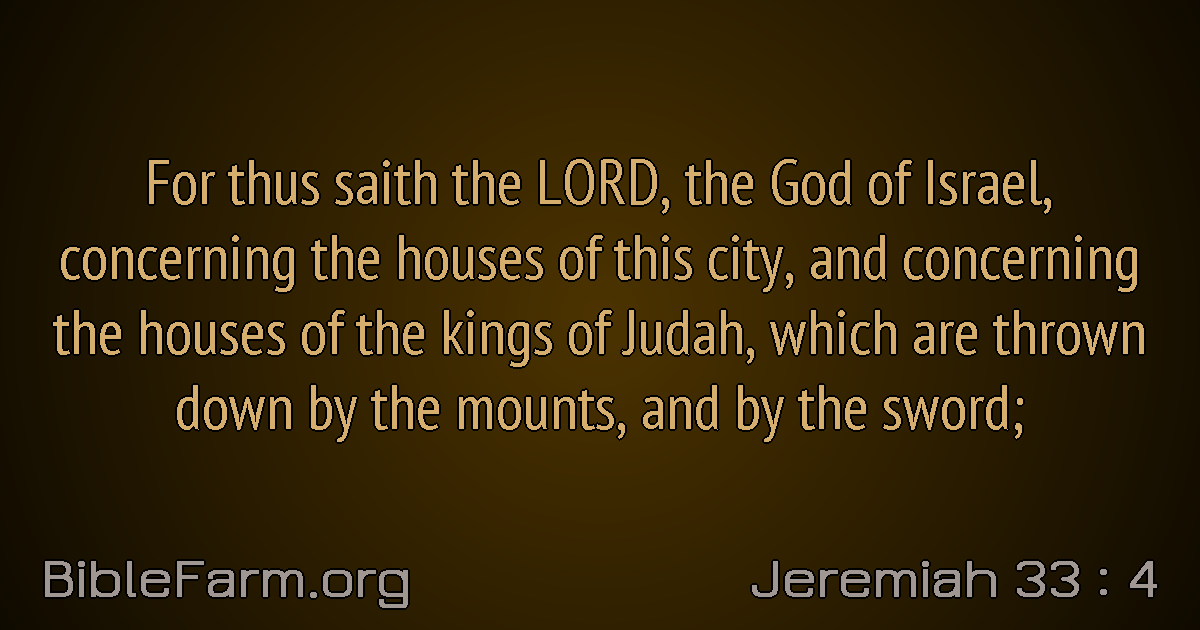 For thus saith the LORD, the God of Israel,
concerning the houses of this city, and concerning
the houses of the kings of Judah, which are thrown
down by the mounts, and by the sword;
BibleFarm.org
Jeremiah 33 : 4